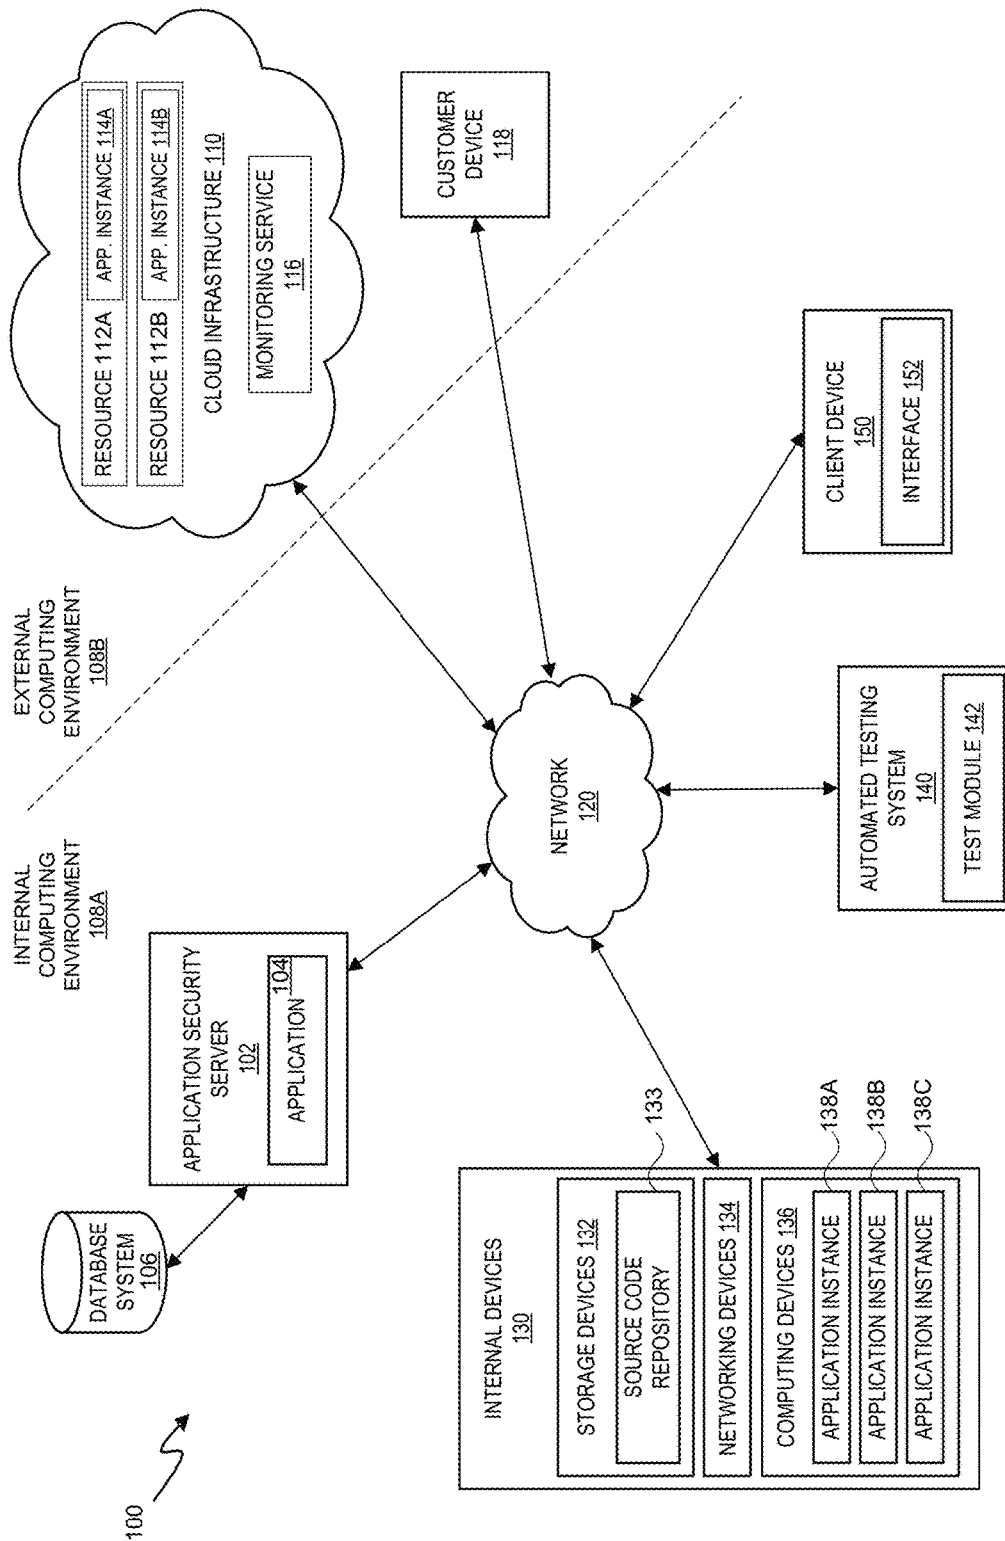 100
DATABASE
SYSTEM
106
INTERNAL
COMPUTING
ENVIRONMENT
108A
EXTERNAL
COMPUTING
ENVIRONMENT
108B
APPLICATION SECURITY
SERVER
102
APPLICATION 104
RESOURCE 112A
APP. INSTANCE 114A
RESOURCE 112B
APP. INSTANCE 114B
CLOUD INFRASTRUCTURE 110
MONITORING SERVICE
116
CUSTOMER
DEVICE
118
NETWORK
120
INTERNAL DEVICES
130
STORAGE DEVICES 132
SOURCE CODE
REPOSITORY
133
NETWORKING DEVICES 134
COMPUTING DEVICES 136
APPLICATION INSTANCE
138A
APPLICATION INSTANCE
138B
APPLICATION INSTANCE
138C
AUTOMATED TESTING
SYSTEM
140
TEST MODULE 142
CLIENT DEVICE
150
INTERFACE 152